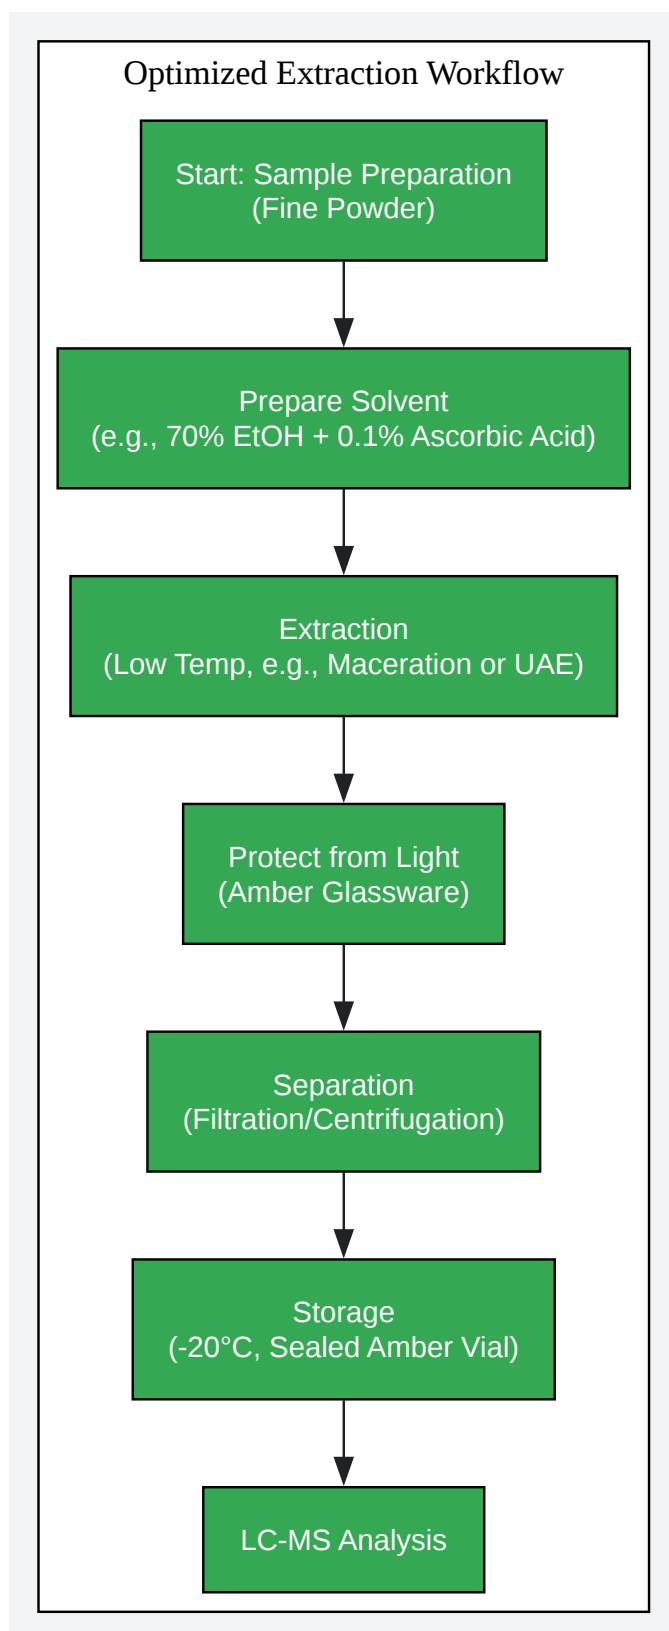 Optimized Extraction Workflow
Start: Sample Preparation
(Fine Powder)
Prepare Solvent
(e.g., 70% EtOH + 0.1% Ascorbic Acid)
Extraction
(Low Temp, e.g., Maceration or UAE)
Protect from Light
(Amber Glassware)
Separation
(Filtration/Centrifugation)
Storage
(-20°C, Sealed Amber Vial)
LC-MS Analysis